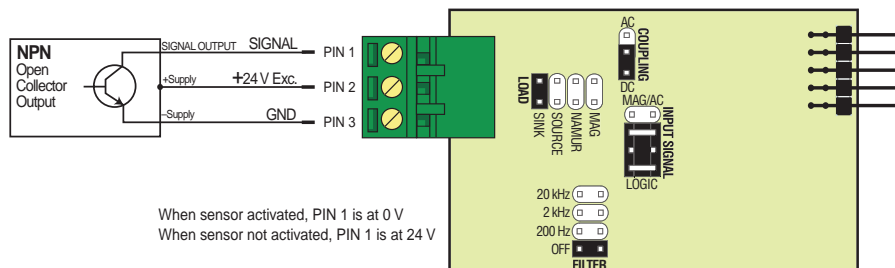 NPN
Open
Collector
Output
SIGNAL OUTPUT SIGNAL PIN 1
+Supply +24 V Exc. PIN 2
–Supply GND PIN 3
When sensor activated, PIN 1 is at 0 V
When sensor not activated, PIN 1 is at 24 V
LOAD
SINK
SOURCE
NAMUR
MAG
AC
COUPLING
DC
MAG/AC
INPUT SIGNAL
LOGIC
20 kHz
2 kHz
200 Hz
OFF
FILTER